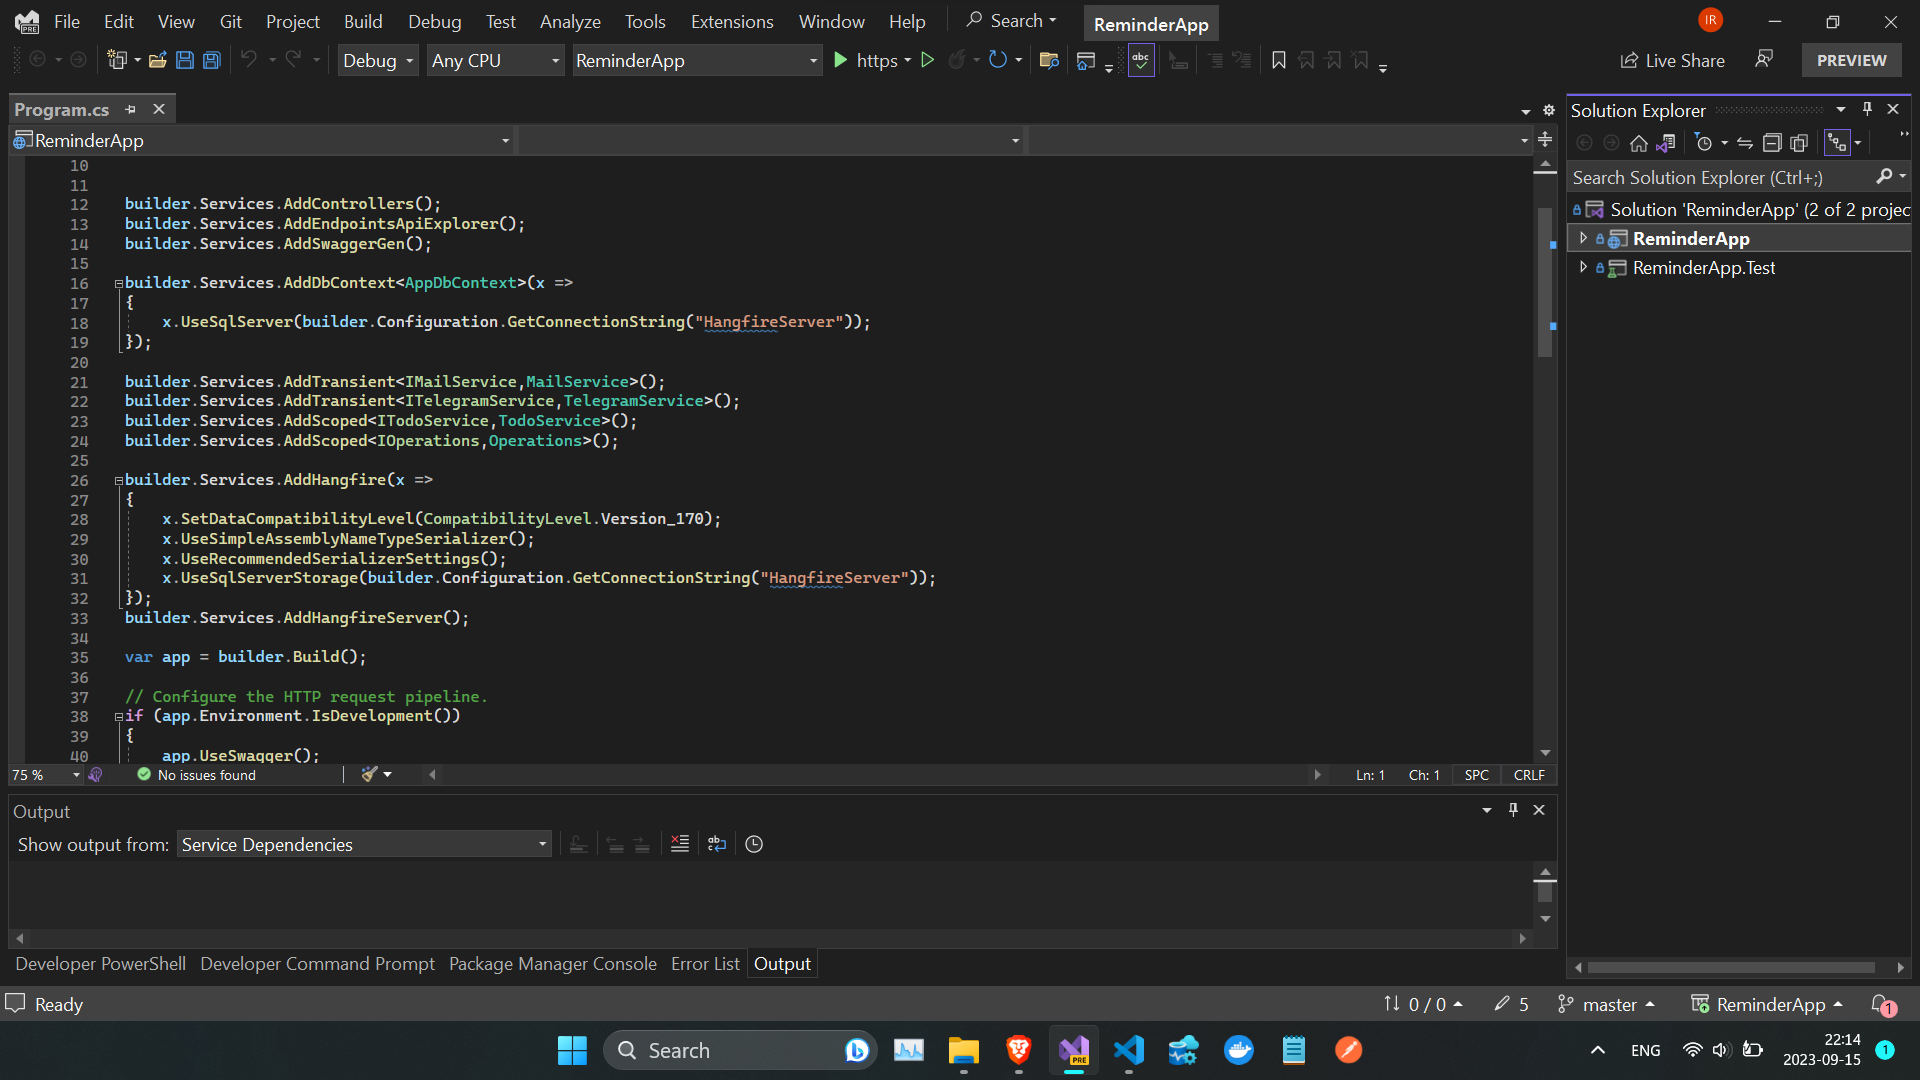 File Edit View Git Project Build Debug Test Analyze Tools Extensions Window Help Search ReminderApp IR
Debug Any CPU ReminderApp https Live Share PREVIEW
Program.cs
ReminderApp
10
11
12 builder.Services.AddControllers();
13 builder.Services.AddEndpointsApiExplorer();
14 builder.Services.AddSwaggerGen();
15
16 builder.Services.AddDbContext<AppDbContext>(x =>
17 {
18 x.UseSqlServer(builder.Configuration.GetConnectionString("HangfireServer"));
19 });
20
21 builder.Services.AddTransient<IMailService,MailService>();
22 builder.Services.AddTransient<ITelegramService,TelegramService>();
23 builder.Services.AddScoped<ITodoService,TodoService>();
24 builder.Services.AddScoped<IOperations,Operations>();
25
26 builder.Services.AddHangfire(x =>
27 {
28 x.SetDataCompatibilityLevel(CompatibilityLevel.Version_170);
29 x.UseSimpleAssemblyNameTypeSerializer();
30 x.UseRecommendedSerializerSettings();
31 x.UseSqlServerStorage(builder.Configuration.GetConnectionString("HangfireServer"));
32 });
33 builder.Services.AddHangfireServer();
34
35 var app = builder.Build();
36
37 // Configure the HTTP request pipeline.
38 if (app.Environment.IsDevelopment())
39 {
40 app.UseSwagger();
75 % No issues found Ln: 1 Ch: 1 SPC CRLF
Output
Show output from: Service Dependencies
Developer PowerShell Developer Command Prompt Package Manager Console Error List Output
Solution Explorer
Search Solution Explorer (Ctrl+;)
Solution 'ReminderApp' (2 of 2 projec
ReminderApp
ReminderApp.Test
Ready 0 / 0 5 master ReminderApp 1
Search PRE ENG 22:14 1
2023-09-15